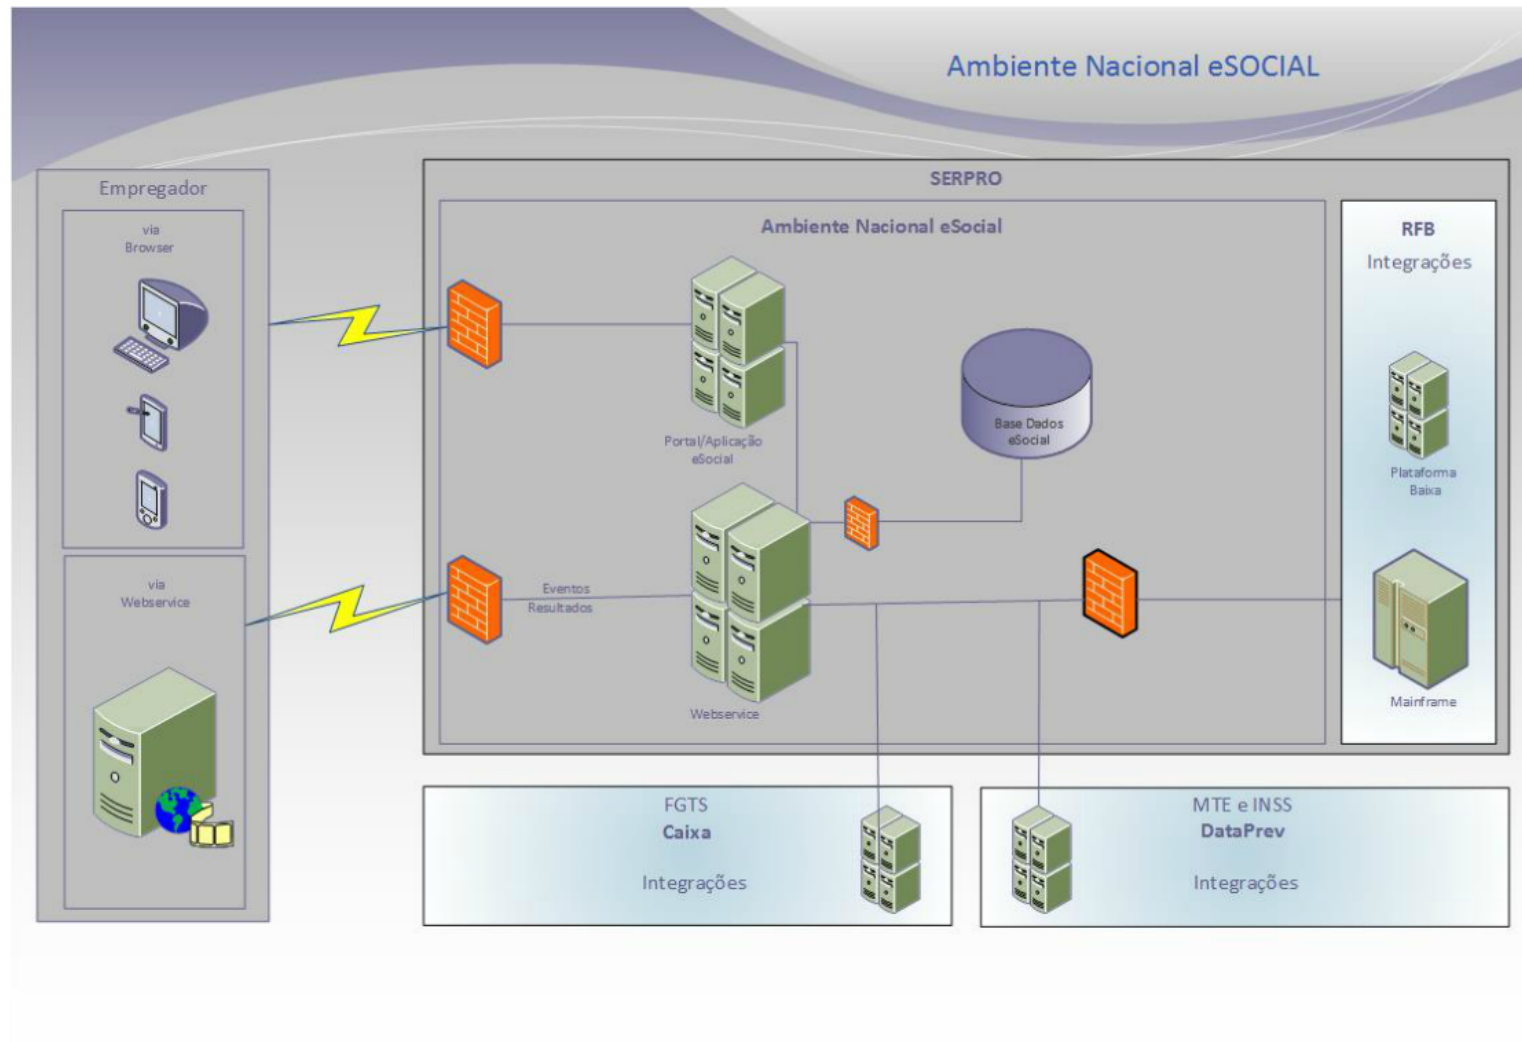 Ambiente Nacional eSOCIAL
Empregador
via
Browser
via
Webservice
SERPRO
Ambiente Nacional eSocial
Portal/Aplicação
eSocial
Base Dados
eSocial
Eventos
Resultados
Webservice
RFB
Integrações
Plataforma
Baixa
Mainframe
FGTS
Caixa
Integrações
MTE e INSS
DataPrev
Integrações